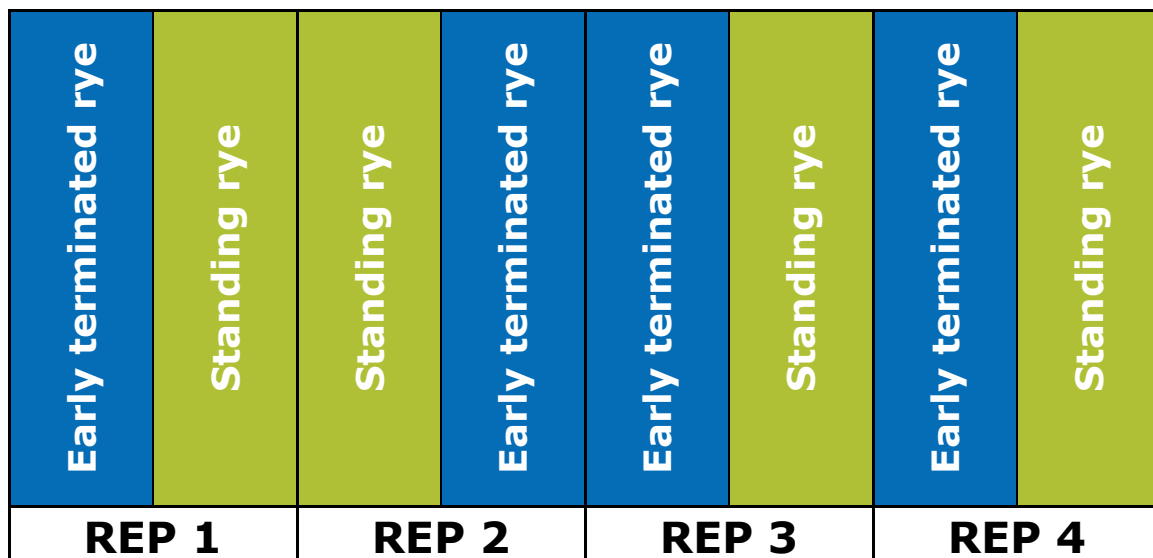 Early terminated rye
Standing rye
Standing rye
Early terminated rye
Early terminated rye
Standing rye
Early terminated rye
Standing rye
REP 1
REP 2
REP 3
REP 4